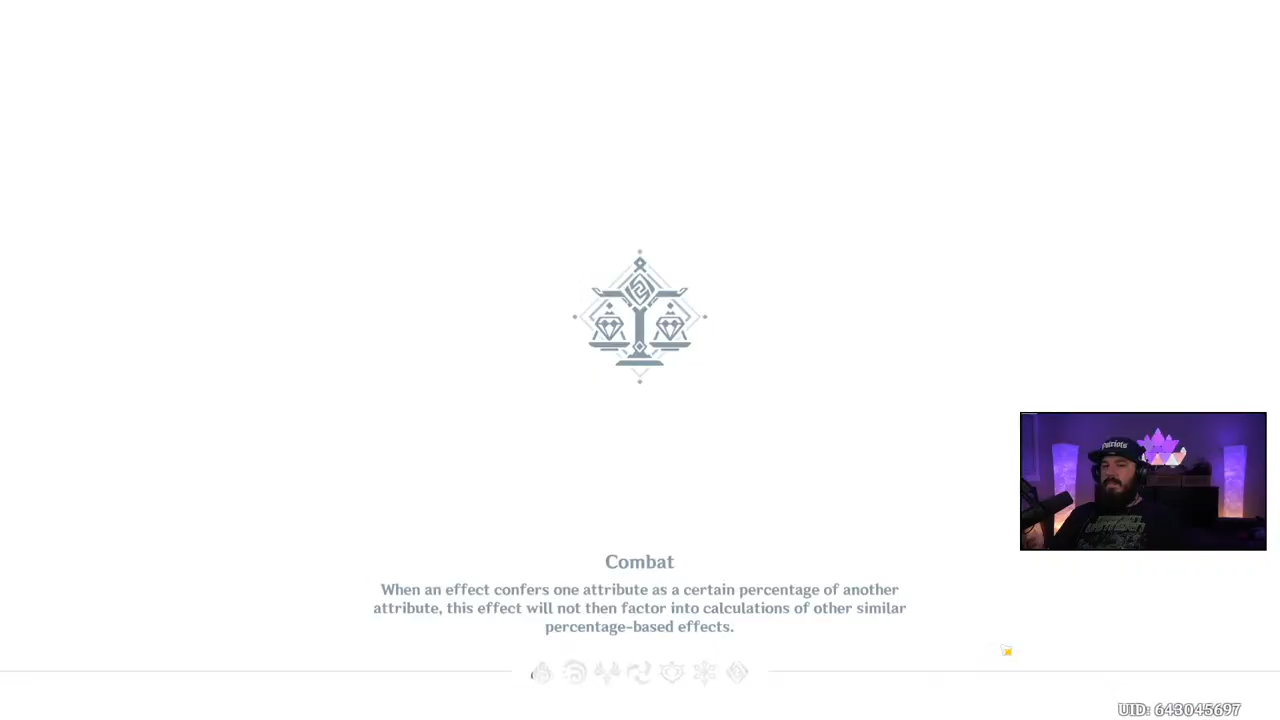 Patriots
Combat
When an effect confers one attribute as a certain percentage of another
attribute, this effect will not then factor into calculations of other similar
percentage-based effects.
UID: 643045697